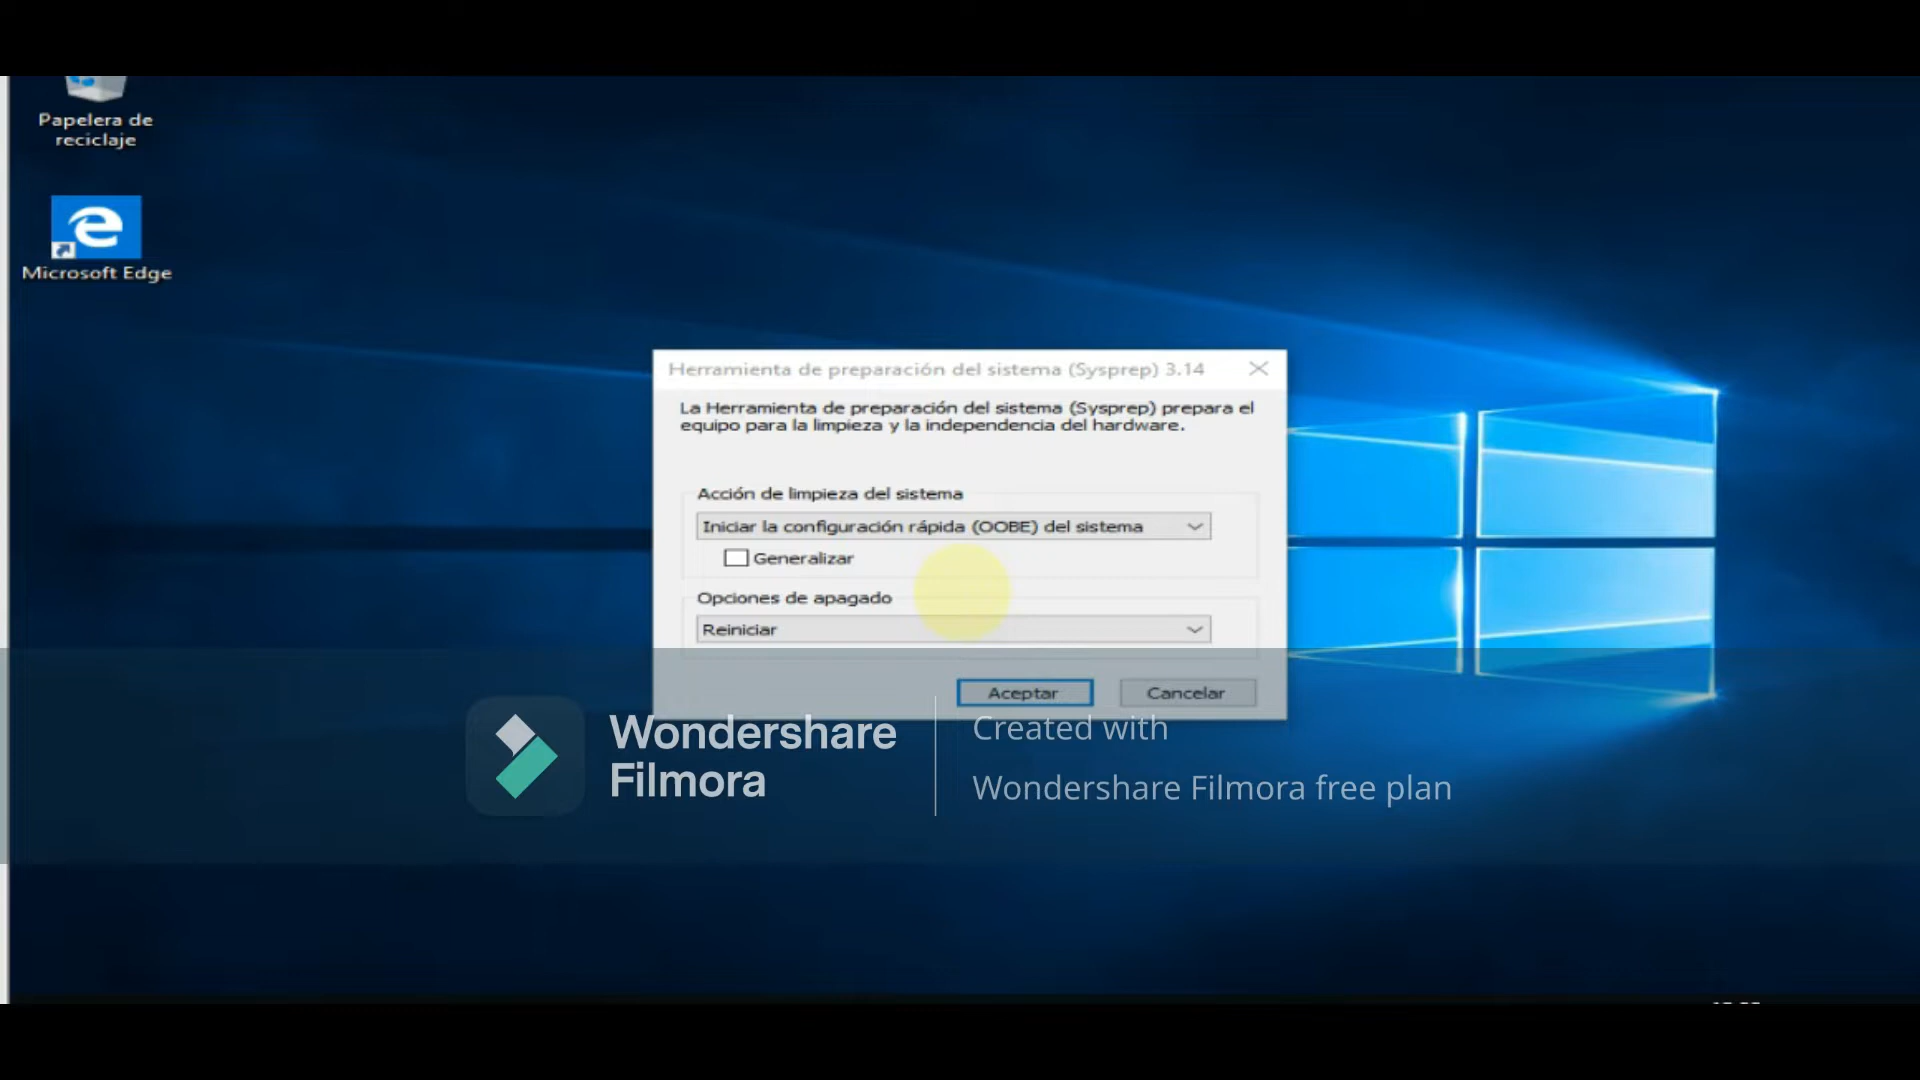 Papelera de
reciclaje
Microsoft Edge
Herramienta de preparación del sistema (Sysprep) 3.14
La Herramienta de preparación del sistema (Sysprep) prepara el
equipo para la limpieza y la independencia del hardware.
Acción de limpieza del sistema
Iniciar la configuración rápida (OOBE) del sistema
Generalizar
Opciones de apagado
Reiniciar
Aceptar
Cancelar
Wondershare
Filmora
Created with
Wondershare Filmora free plan